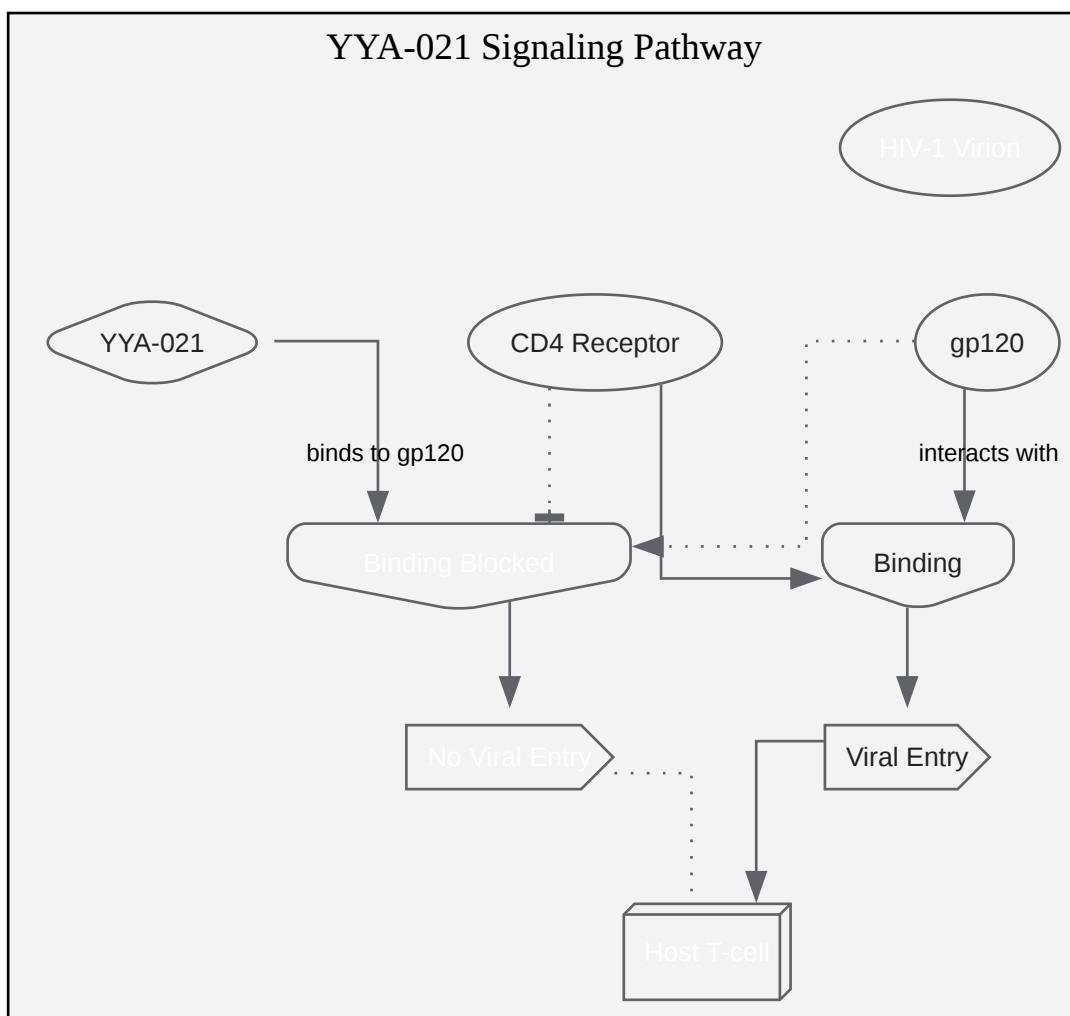 YYA-021 Signaling Pathway
HIV-1 Virion
YYA-021
CD4 Receptor
gp120
binds to gp120
interacts with
Binding Blocked
Binding
No Viral Entry
Viral Entry
Host T-cell